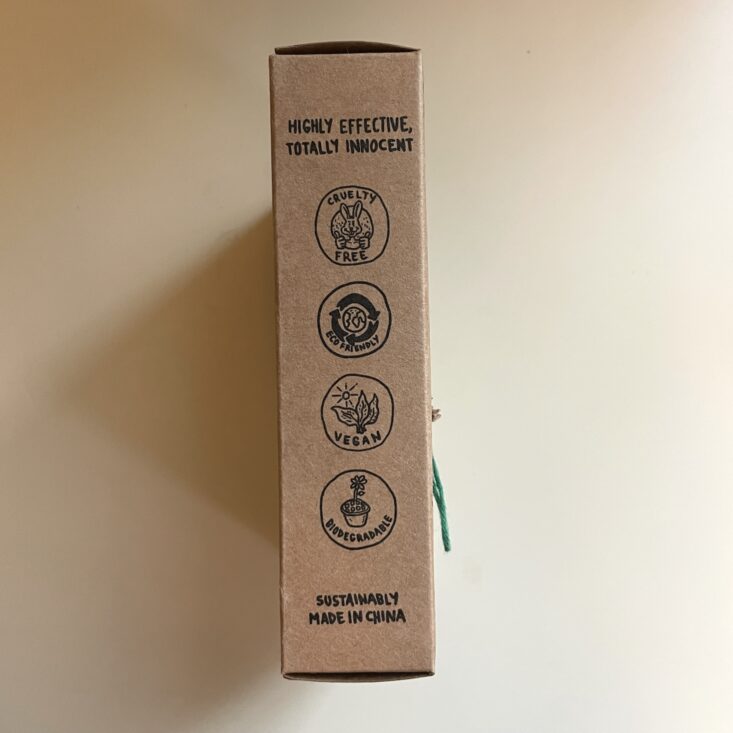 HIGHLY EFFECTIVE,
TOTALLY INNOCENT
CRUELTY
FREE
ECO FRIENDLY
VEGAN
BIODEGRADABLE
SUSTAINABLY
MADE IN CHINA